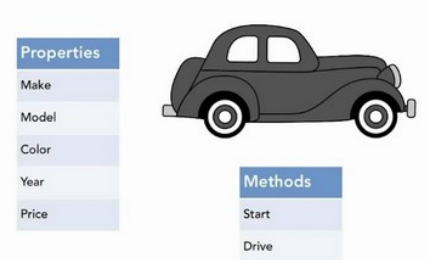 Properties
Make
Model
Color
Year
Price
Methods
Start
Drive